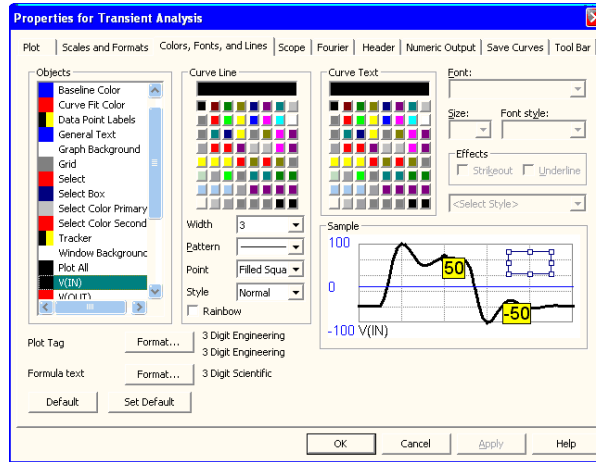 Properties for Transient Analysis
Plot Scales and Formats Colors, Fonts, and Lines Scope Fourier Header Numeric Output Save Curves Tool Bar
Objects
Baseline Color
Curve Fit Color
Data Point Labels
General Text
Graph Background
Grid
Select
Select Box
Select Color Primary
Select Color Second
Tracker
Window Background
Plot All
V(IN)
V(OUT)
Curve Line
Width 3
Pattern
Point Filled Squa
Style Normal
Rainbow
Curve Text
Font:
Size: Font style:
Effects
Strikeout Underline
<Select Style>
Sample
100
50
0
-50
-100 V(IN)
Plot Tag Format... 3 Digit Engineering
3 Digit Engineering
Formula text Format... 3 Digit Scientific
Default Set Default
OK Cancel Apply Help